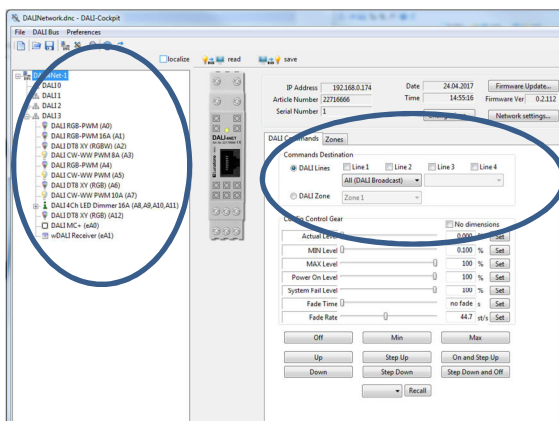 DALINetwork.dnc - DALI-Cockpit
File DALI Bus Preferences
localize read save
DALI0
DALI1
DALI2
DALI3
DALI RGB-PWM (A0)
DALI RGB-PWM 16A (A1)
DALI DT8 XY (RGBW) (A2)
DALI CW-WW PWM 8A (A3)
DALI RGB-PWM (A4)
DALI CW-WW PWM (A5)
DALI DT8 XY (RGB) (A6)
DALI CW-WW PWM 10A (A7)
DALI 4Ch LED Dimmer 16A (A8,A9,A10,A11)
DALI DT8 XY (RGB) (A12)
DALI MC+ (eA0)
wDALI Receiver (eA1)
IP Address 192.168.0.174 Date 24.04.2017 Firmware Update...
Article Number 22716666 Time 14:55:16 Firmware Ver 0.2.112
Serial Number 1 Network settings...
DALI Commands Zones
Commands Destination
DALI Lines Line 1 Line 2 Line 3 Line 4
All (DALI Broadcast)
DALI Zone Zone 1
Config Control Gear
No dimensions
Actual Level 0.000 % Set
MIN Level 0.100 % Set
MAX Level 100 % Set
Power On Level 100 % Set
System Fail Level 100 % Set
Fade Time no fade s Set
Fade Rate 44.7 st/s Set
Off Min Max
Up Step Up On and Step Up
Down Step Down Step Down and Off
Recall